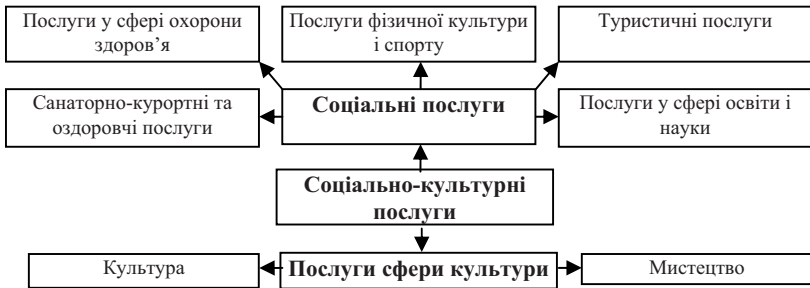 Послуги у сфері охорони
здоров’я
Послуги фізичної культури
і спорту
Туристичні послуги
Санаторно-курортні та
оздоровчі послуги
Соціальні послуги
Послуги у сфері освіти і
науки
Соціально-культурні
послуги
Культура
Послуги сфери культури
Мистецтво